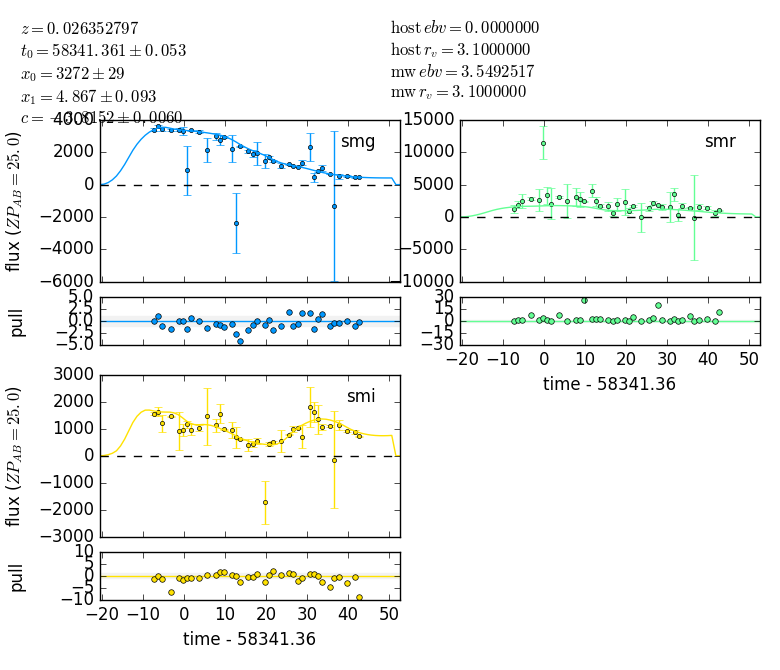 z = 0.026352797
t₀ = 58341.361 ± 0.053
x₀ = 3272 ± 29
x₁ = 4.867 ± 0.093
host ebv = 0.0000000
host r_v = 3.1000000
mw ebv = 3.5492517
mw r_v = 3.1000000
smg
4000
2000
0
−2000
−4000
−6000
flux (ZP_AB = 25.0)
smr
15000
10000
5000
0
−5000
−10000
5.0
2.5
0.0
−2.5
−5.0
pull
30
15
0
−15
−30
−20 −10 0 10 20 30 40 50
time - 58341.36
smi
3000
2000
1000
0
−1000
−2000
−3000
flux (ZP_AB = 25.0)
10
5
0
−5
−10
pull
−20 −10 0 10 20 30 40 50
time - 58341.36